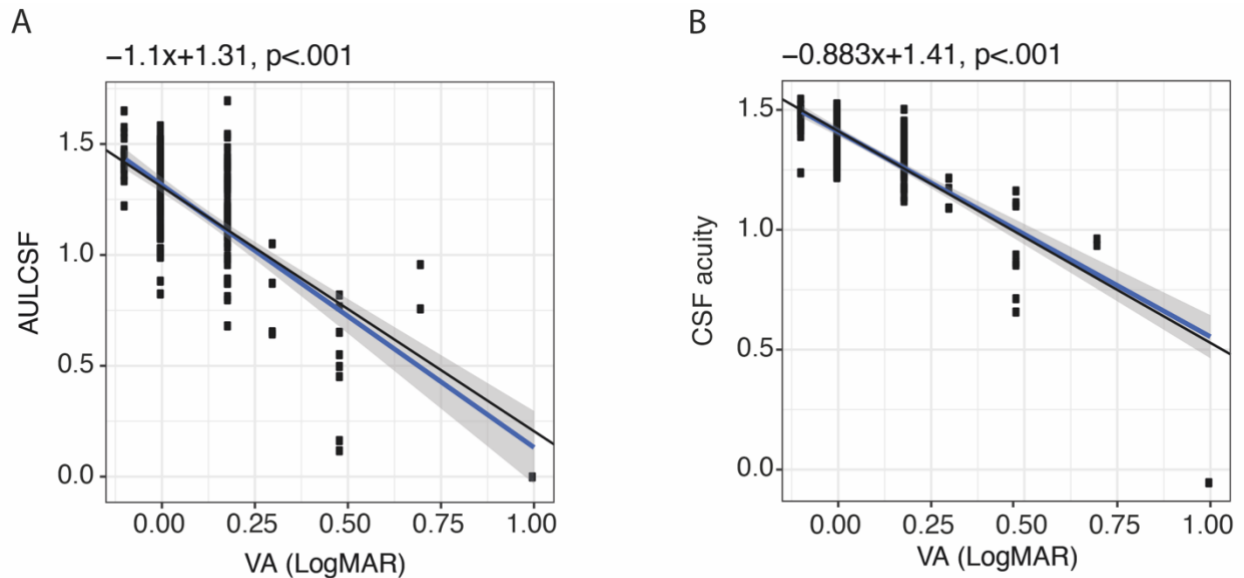 A
−1.1x+1.31, p<.001
AULCSF
1.5
1.0
0.5
0.0
0.00 0.25 0.50 0.75 1.00
VA (LogMAR)
B
−0.883x+1.41, p<.001
CSF acuity
1.5
1.0
0.5
0.0
0.00 0.25 0.50 0.75 1.00
VA (LogMAR)